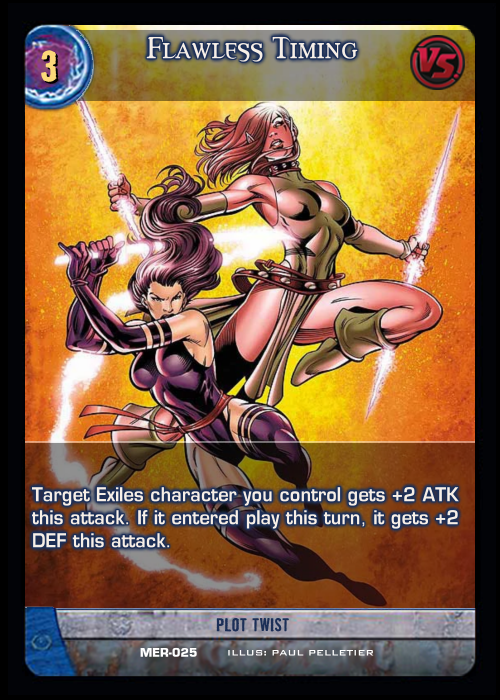 3
Flawless Timing
VS
Target Exiles character you control gets +2 ATK
this attack. If it entered play this turn, it gets +2
DEF this attack.
PLOT TWIST
MER-025 ILLUS: PAUL PELLETIER